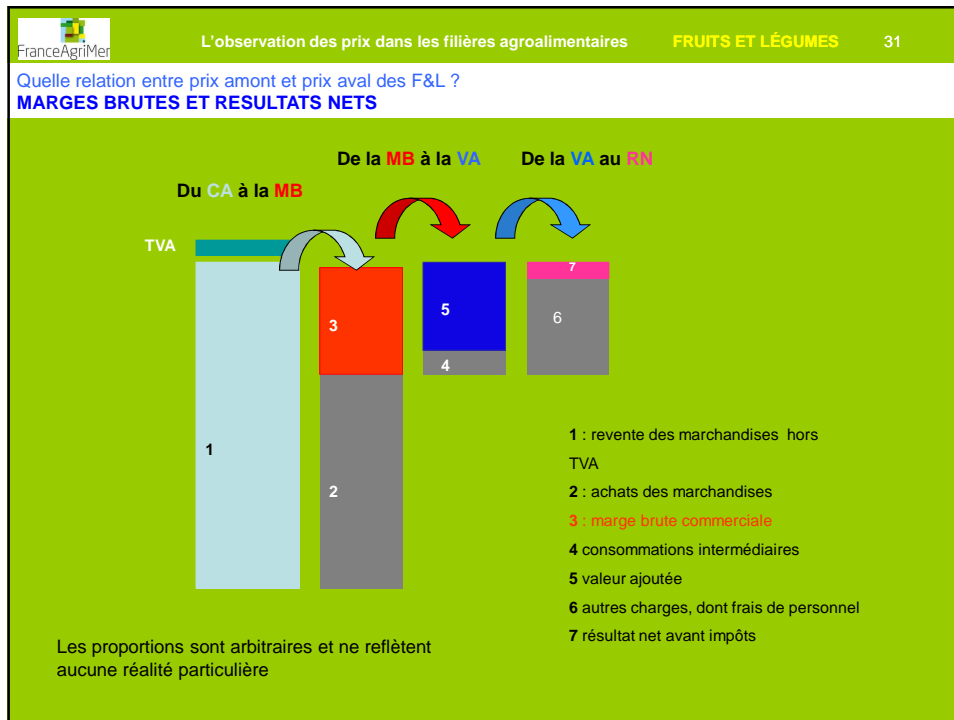 FranceAgriMer
L'observation des prix dans les filières agroalimentaires FRUITS ET LÉGUMES 31
Quelle relation entre prix amont et prix aval des F&L ?
MARGES BRUTES ET RESULTATS NETS
De la MB à la VA De la VA au RN
Du CA à la MB
TVA
7
3
5
6
4
1
2
1 : revente des marchandises hors
TVA
2 : achats des marchandises
3 : marge brute commerciale
4 consommations intermédiaires
5 valeur ajoutée
6 autres charges, dont frais de personnel
7 résultat net avant impôts
Les proportions sont arbitraires et ne reflètent
aucune réalité particulière